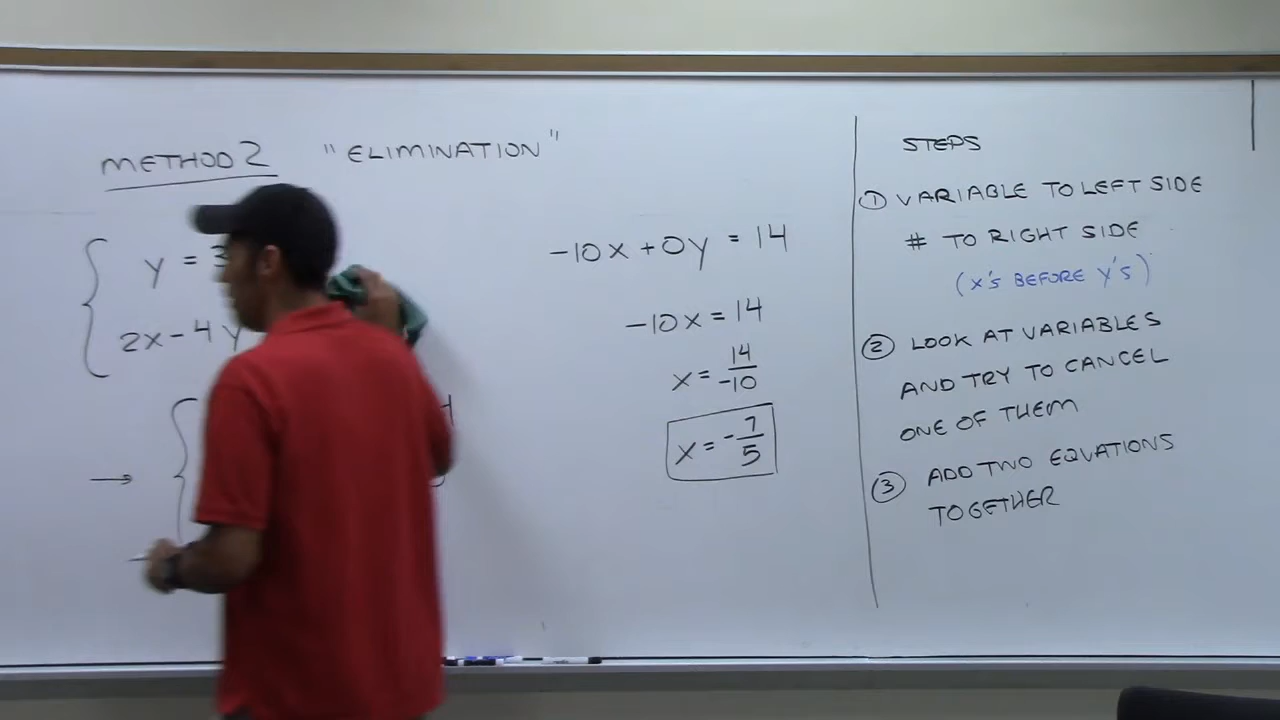 METHOD 2 "ELIMINATION"
y = 3
2x - 4y
-10x + 0y = 14
-10x = 14
x = 14/-10
x = -7/5
STEPS
① VARIABLE TO LEFT SIDE
# TO RIGHT SIDE
(x's BEFORE y's)
② LOOK AT VARIABLES
AND TRY TO CANCEL
ONE OF THEM
③ ADD TWO EQUATIONS
TOGETHER